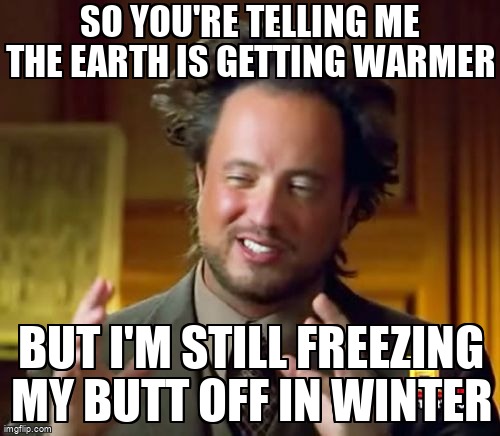 SO YOU'RE TELLING ME
THE EARTH IS GETTING WARMER
BUT I'M STILL FREEZING
MY BUTT OFF IN WINTER
imgflip.com